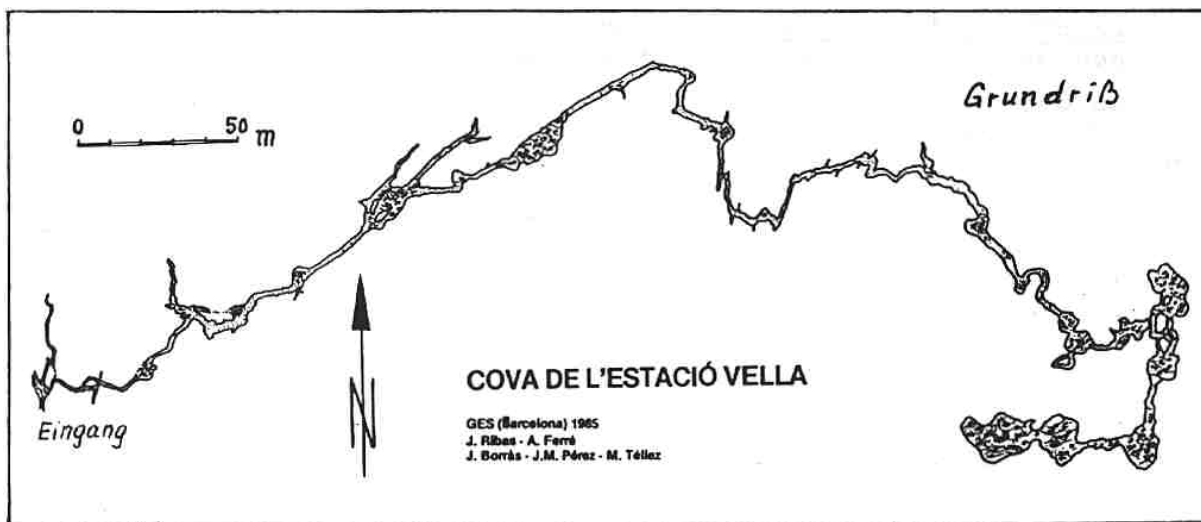 Grundriß
0 50 m
N
COVA DE L'ESTACIÓ VELLA
GES (Barcelona) 1985
J. Ribas - A. Ferré
J. Borràs - J.M. Pérez - M. Téllez
Eingang